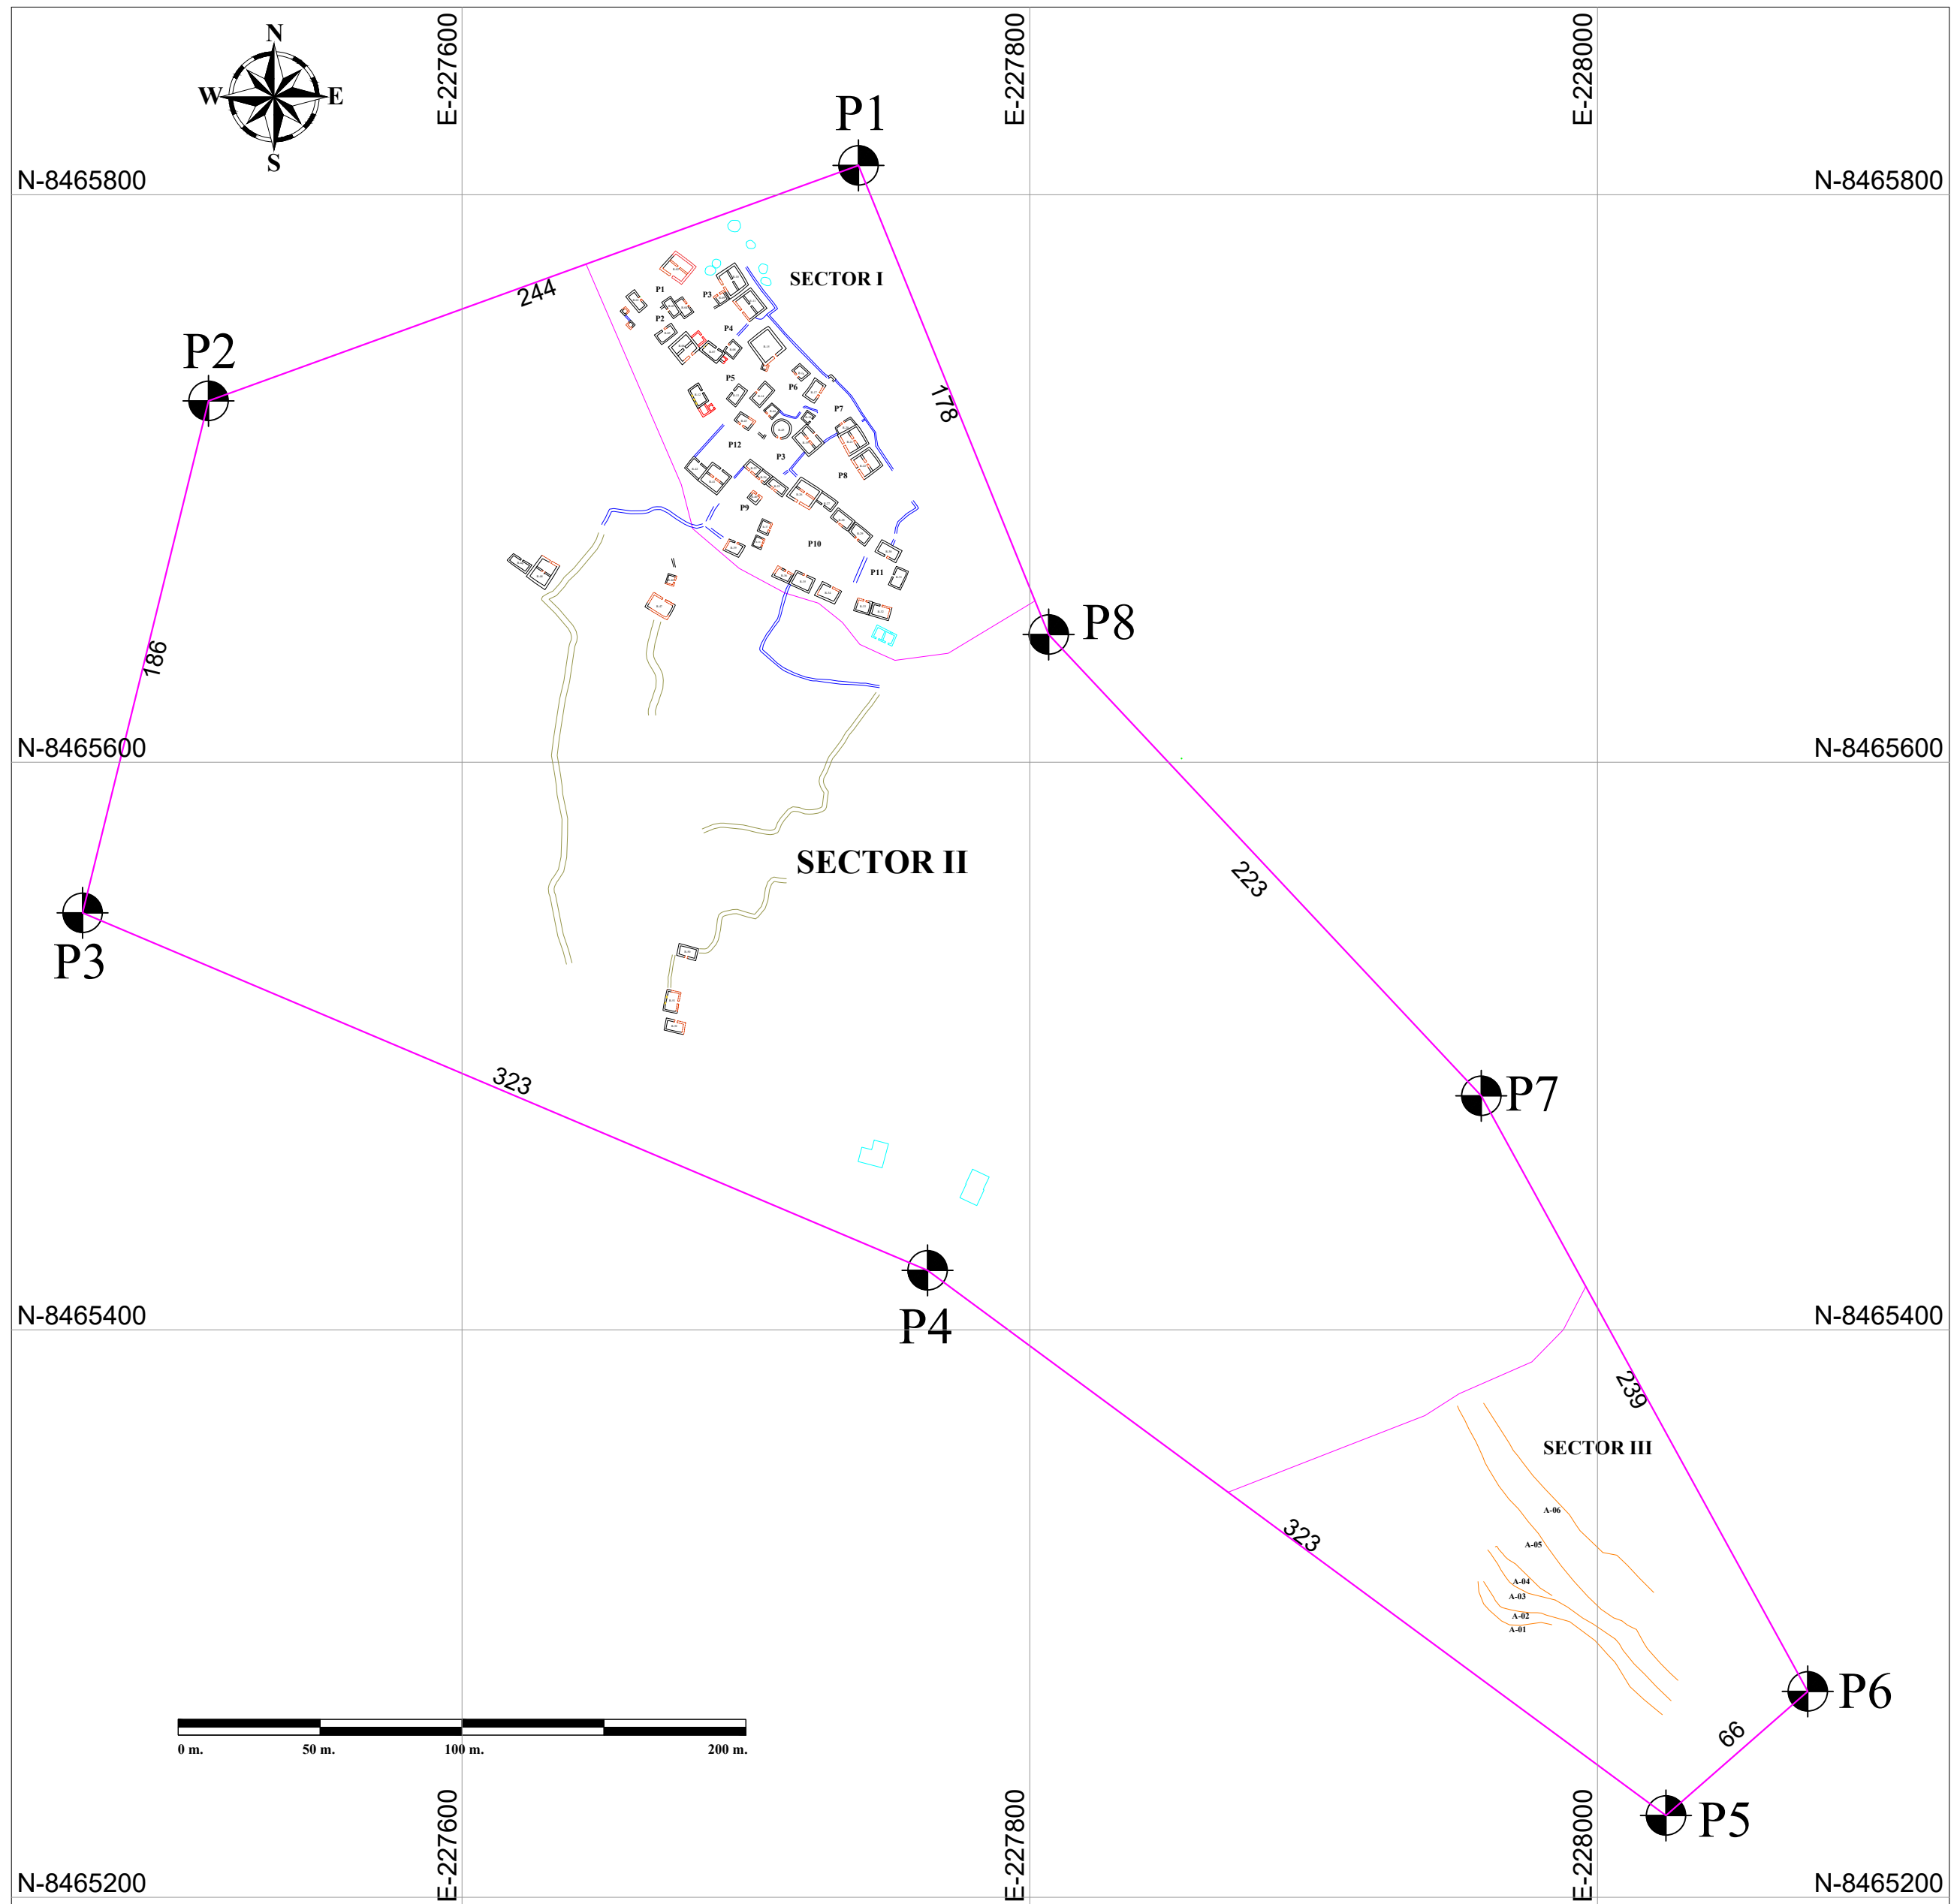 E-227600
E-227800
E-228000
N
W E
S
P1
N-8465800
N-8465800
SECTOR I
244
P1
P3
P2
P4
P2
P5
P6
178
P7
P12
P3
P8
P9
P10
P11
P8
186
N-8465600
N-8465600
SECTOR II
223
P3
323
P7
N-8465400
N-8465400
P4
239
SECTOR III
A-06
323
A-05
A-04
A-03
A-02
A-01
P6
66
0 m. 50 m. 100 m. 200 m.
P5
E-227600
E-227800
E-228000
N-8465200
N-8465200